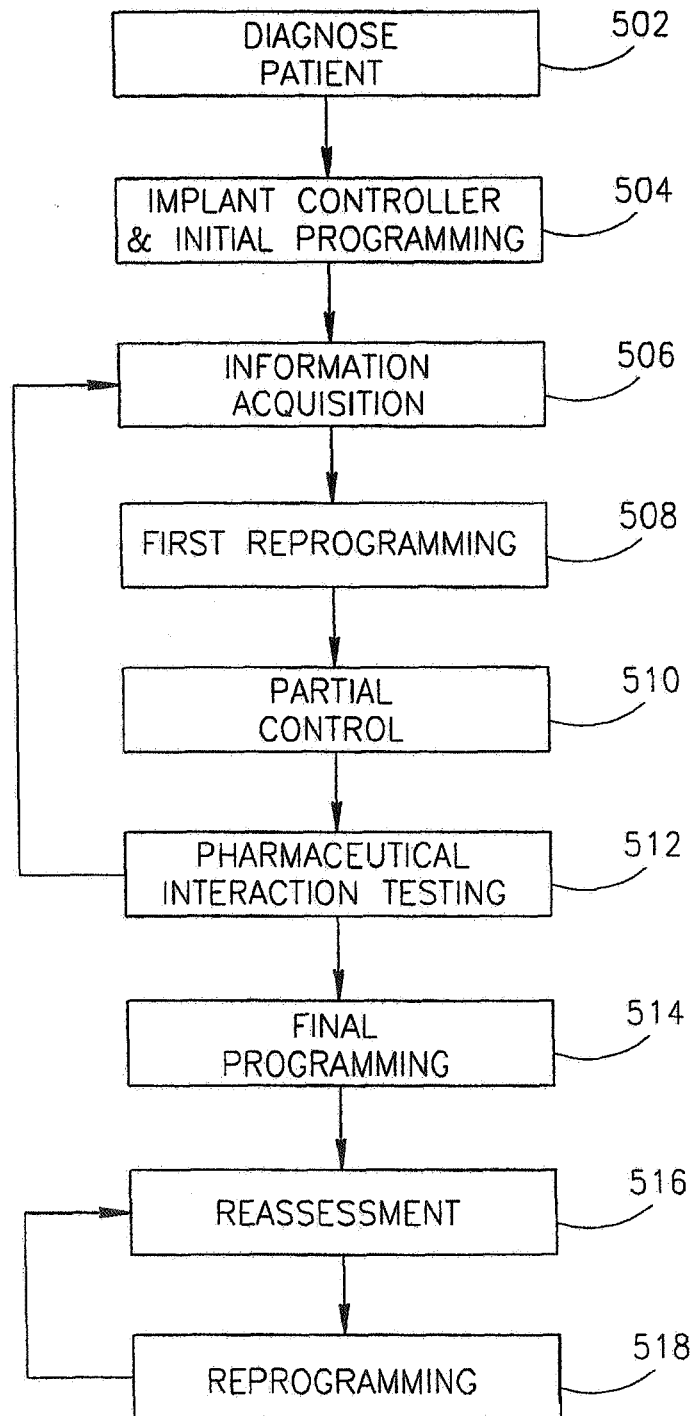 DIAGNOSE
PATIENT
502
IMPLANT CONTROLLER
& INITIAL PROGRAMMING
504
INFORMATION
ACQUISITION
506
FIRST REPROGRAMMING
508
PARTIAL
CONTROL
510
PHARMACEUTICAL
INTERACTION TESTING
512
FINAL
PROGRAMMING
514
REASSESSMENT
516
REPROGRAMMING
518